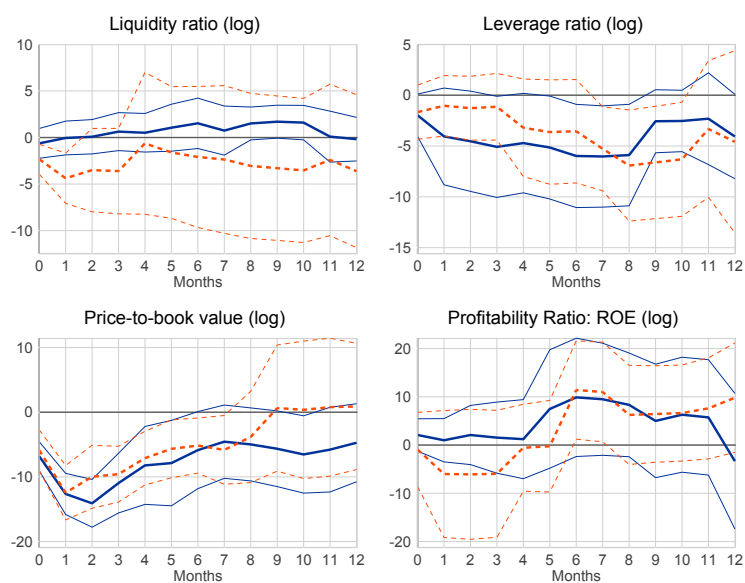 Liquidity ratio (log)
10
5
0
-5
-10
0 1 2 3 4 5 6 7 8 9 10 11 12
Months
Leverage ratio (log)
5
0
-5
-10
-15
0 1 2 3 4 5 6 7 8 9 10 11 12
Months
Price-to-book value (log)
10
0
-10
-20
0 1 2 3 4 5 6 7 8 9 10 11 12
Months
Profitability Ratio: ROE (log)
20
10
0
-10
-20
0 1 2 3 4 5 6 7 8 9 10 11 12
Months